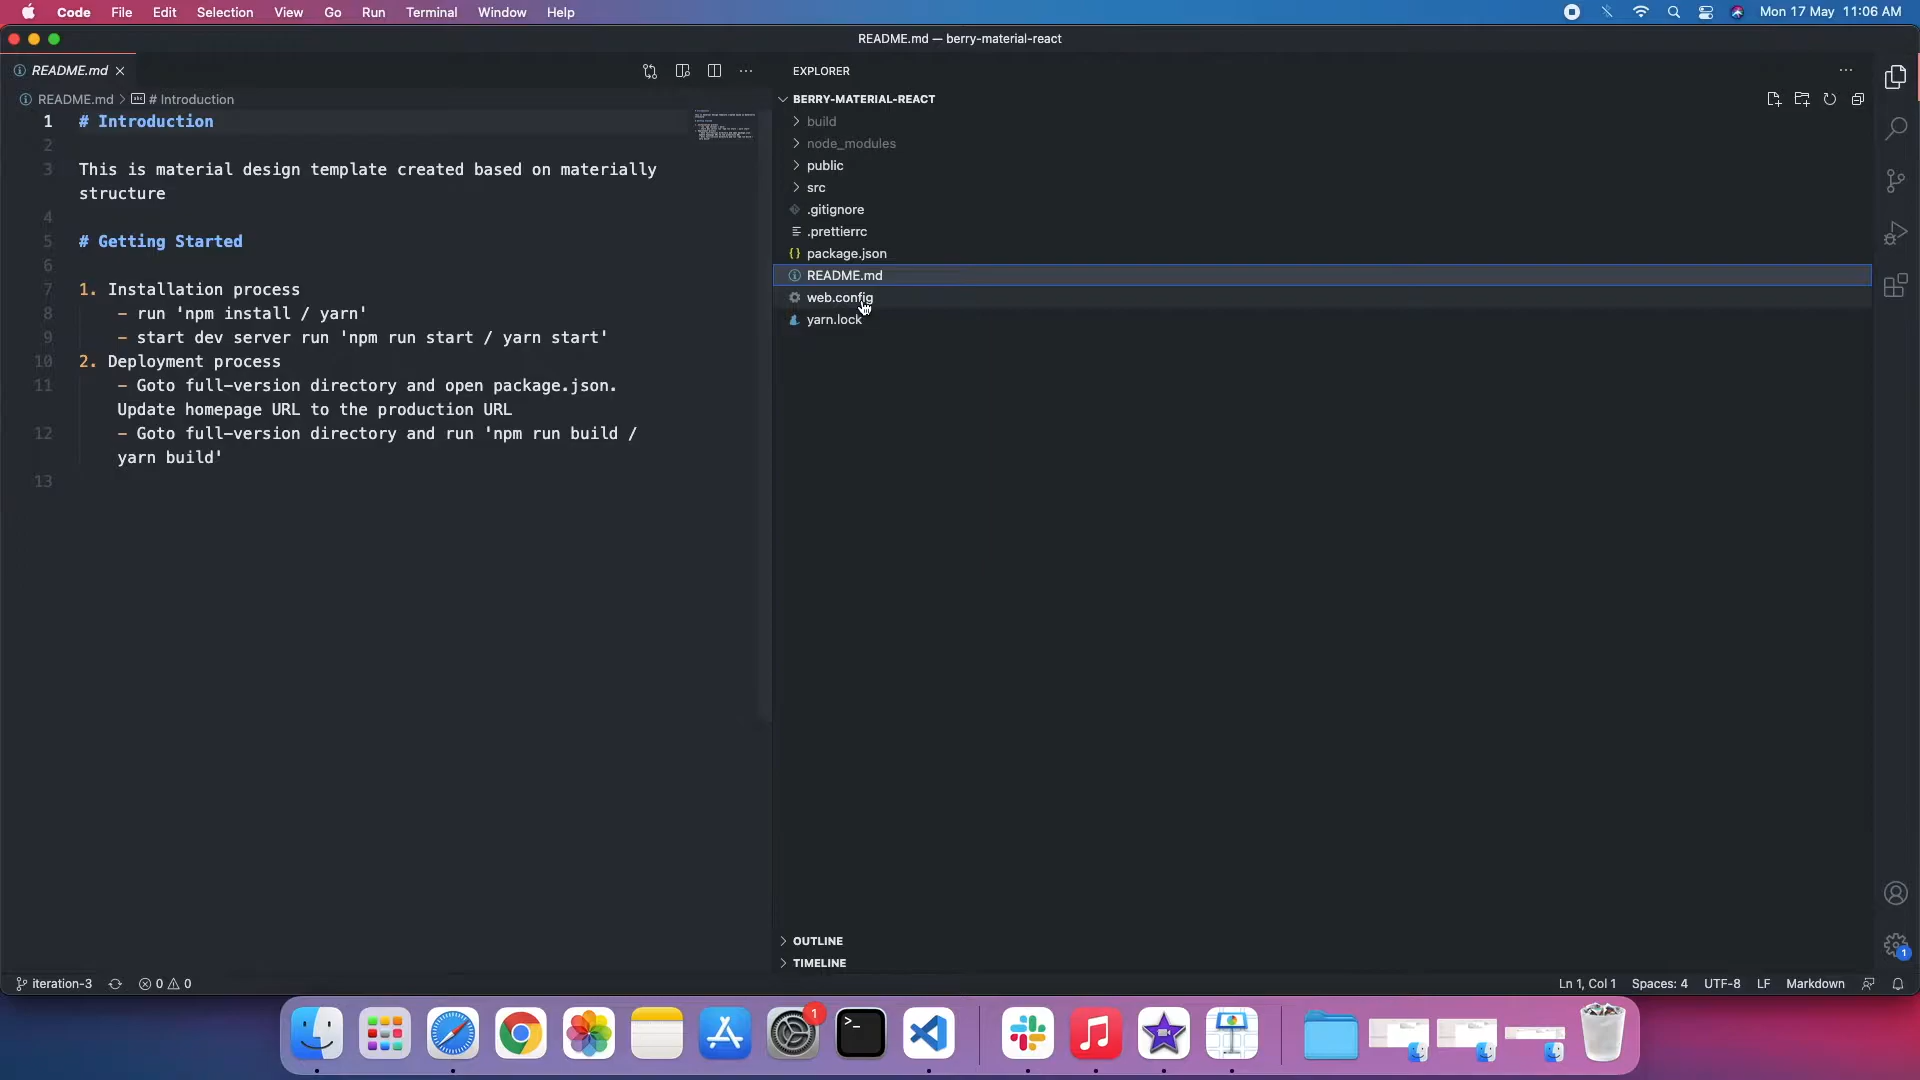 Code File Edit Selection View Go Run Terminal Window Help
Mon 17 May 11:06 AM
README.md — berry-material-react
README.md
README.md > # Introduction
1 # Introduction
2
3 This is material design template created based on materially
structure
4
5 # Getting Started
6
7 1. Installation process
8 - run 'npm install / yarn'
9 - start dev server run 'npm run start / yarn start'
10 2. Deployment process
11 - Goto full-version directory and open package.json.
Update homepage URL to the production URL
12 - Goto full-version directory and run 'npm run build /
yarn build'
13
EXPLORER
BERRY-MATERIAL-REACT
build
node_modules
public
src
.gitignore
.prettierrc
package.json
README.md
web.config
yarn.lock
OUTLINE
TIMELINE
1
iteration-3 0 0
Ln 1, Col 1 Spaces: 4 UTF-8 LF Markdown
1